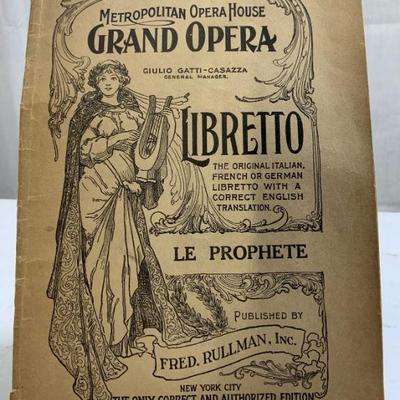 METROPOLITAN OPERA HOUSE
GRAND OPERA
GIULIO GATTI-CASAZZA
GENERAL MANAGER.
LIBRETTO
THE ORIGINAL ITALIAN,
FRENCH OR GERMAN
LIBRETTO WITH A
CORRECT ENGLISH
TRANSLATION.
LE PROPHETE
PUBLISHED BY
FRED. RULLMAN, INC.
NEW YORK CITY
THE ONLY CORRECT AND AUTHORIZED EDITION